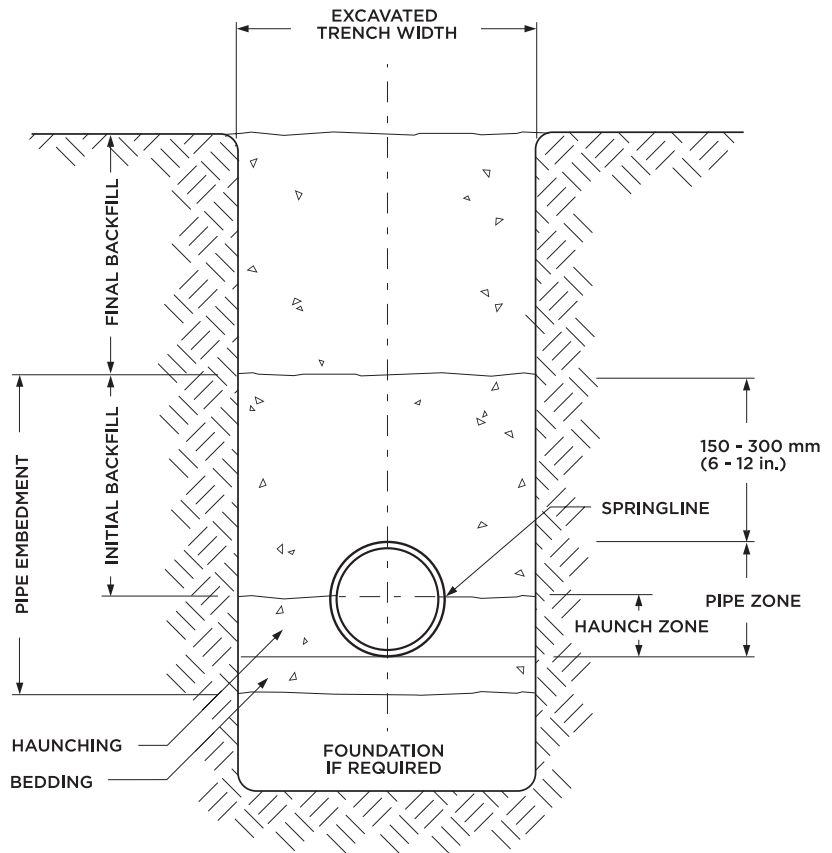 EXCAVATED
TRENCH WIDTH
FINAL BACKFILL
PIPE EMBEDMENT
INITIAL BACKFILL
150 - 300 mm
(6 - 12 in.)
SPRINGLINE
PIPE ZONE
HAUNCH ZONE
HAUNCHING
BEDDING
FOUNDATION
IF REQUIRED